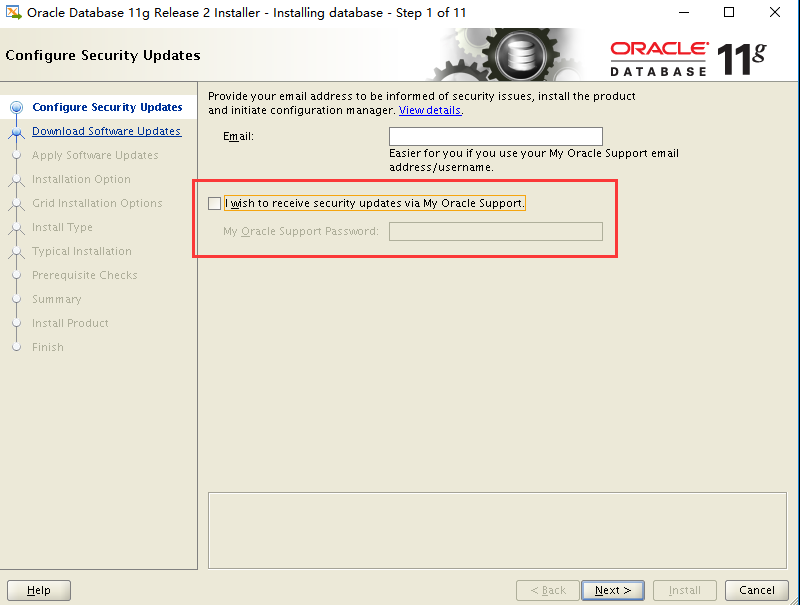 Oracle Database 11g Release 2 Installer - Installing database - Step 1 of 11
Configure Security Updates
ORACLE®
DATABASE 11g
Configure Security Updates
Download Software Updates
Apply Software Updates
Installation Option
Grid Installation Options
Install Type
Typical Installation
Prerequisite Checks
Summary
Install Product
Finish
Provide your email address to be informed of security issues, install the product
and initiate configuration manager. View details.
Email:
Easier for you if you use your My Oracle Support email
address/username.
I wish to receive security updates via My Oracle Support.
My Oracle Support Password:
Help
< Back
Next >
Install
Cancel